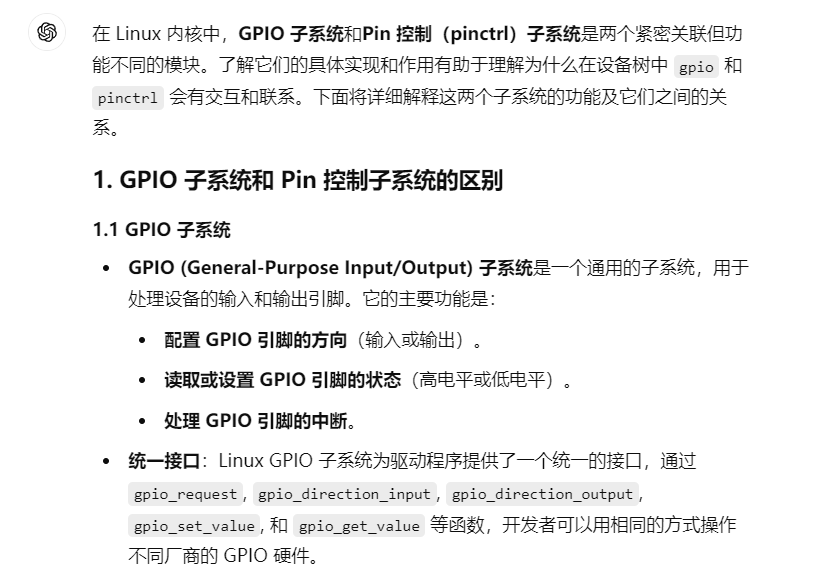 在 Linux 内核中，GPIO 子系统和Pin 控制（pinctrl）子系统是两个紧密关联但功
能不同的模块。了解它们的具体实现和作用有助于理解为什么在设备树中 gpio 和
pinctrl 会有交互和联系。下面将详细解释这两个子系统的功能及它们之间的关
系。
1. GPIO 子系统和 Pin 控制子系统的区别
1.1 GPIO 子系统
• GPIO (General-Purpose Input/Output) 子系统是一个通用的子系统，用于
处理设备的输入和输出引脚。它的主要功能是：
• 配置 GPIO 引脚的方向（输入或输出）。
• 读取或设置 GPIO 引脚的状态（高电平或低电平）。
• 处理 GPIO 引脚的中断。
• 统一接口：Linux GPIO 子系统为驱动程序提供了一个统一的接口，通过
gpio_request, gpio_direction_input, gpio_direction_output,
gpio_set_value, 和 gpio_get_value 等函数，开发者可以用相同的方式操作
不同厂商的 GPIO 硬件。